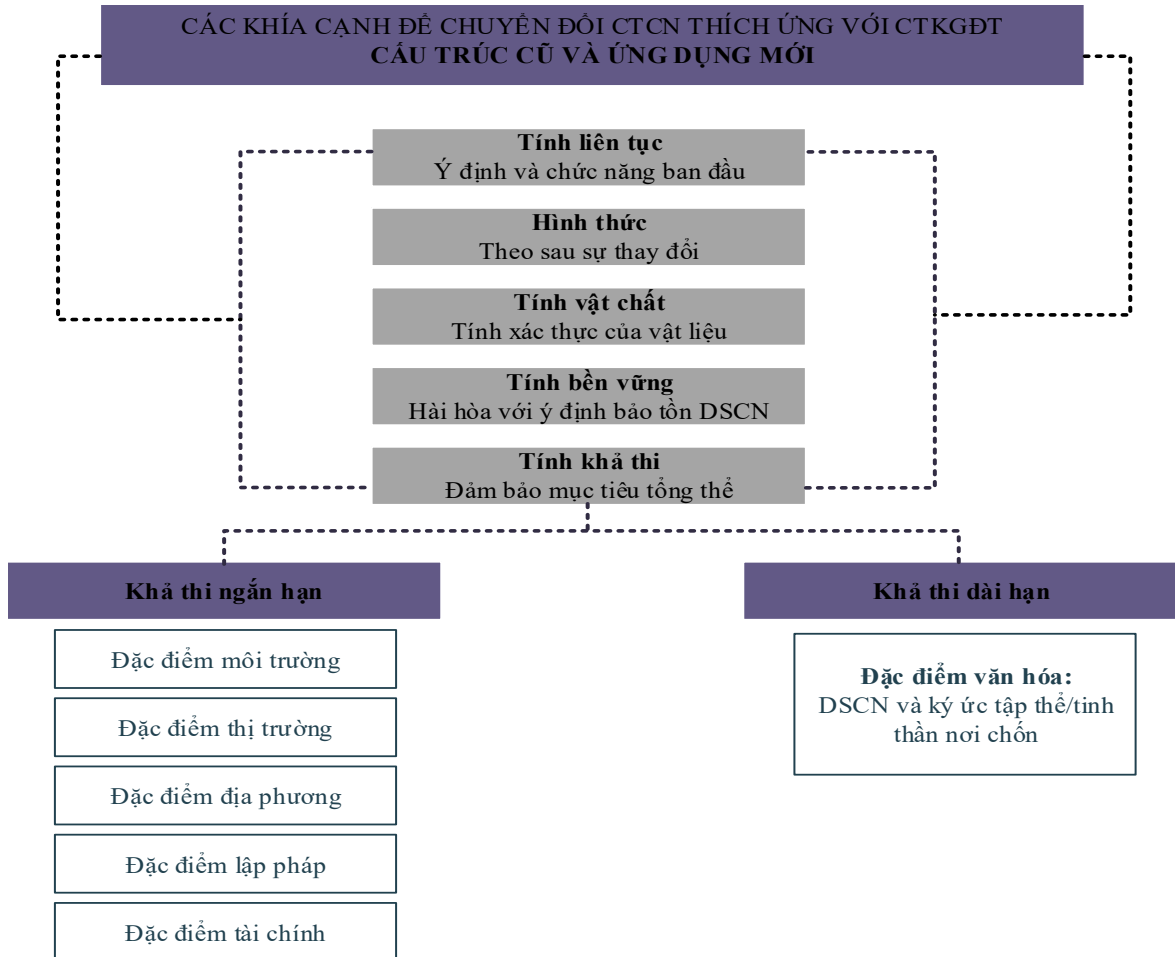 CÁC KHÍA CẠNH ĐỂ CHUYỂN ĐỔI CTCN THÍCH ỨNG VỚI CTKGĐT
CẤU TRÚC CŨ VÀ ỨNG DỤNG MỚI
Tính liên tục
Ý định và chức năng ban đầu
Hình thức
Theo sau sự thay đổi
Tính vật chất
Tính xác thực của vật liệu
Tính bền vững
Hài hòa với ý định bảo tồn DSCN
Tính khả thi
Đảm bảo mục tiêu tổng thể
Khả thi ngắn hạn
Đặc điểm môi trường
Đặc điểm thị trường
Đặc điểm địa phương
Đặc điểm lập pháp
Đặc điểm tài chính
Khả thi dài hạn
Đặc điểm văn hóa:
DSCN và ký ức tập thể/tinh
thần nơi chốn